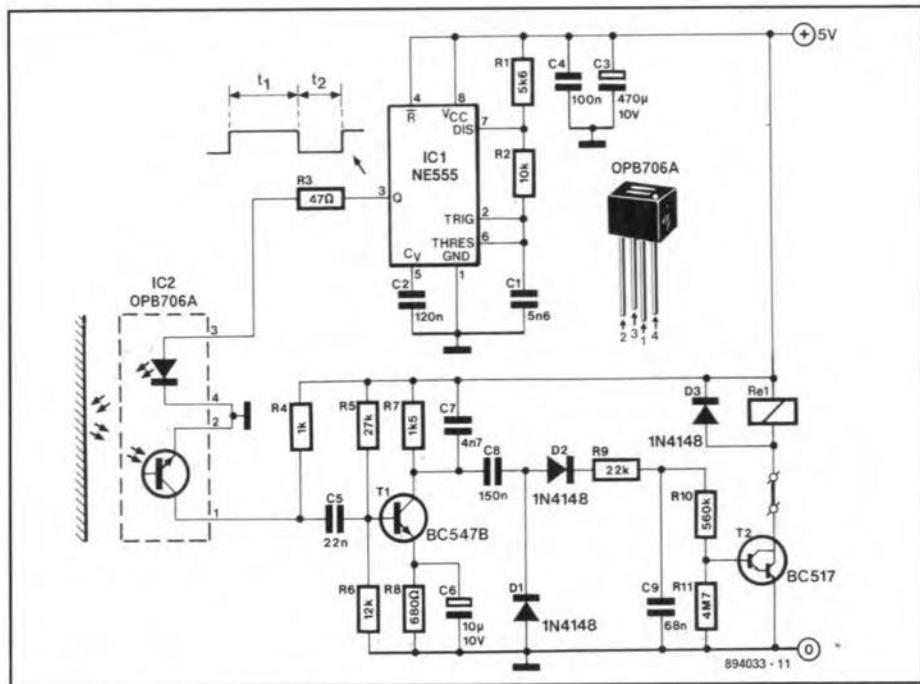 + 5V
t1 t2
R1
5k6
C4
100n
C3
470µ
10V
4 8
R VCC
DIS 7
IC1
NE555
R2
10k
OPB706A
R3
47Ω
3 Q
TRIG 2
THRES 6
GND
CV
5 1
C2
120n
C1
5n6
2 3 1 4
IC2
OPB706A
3
4
2
1
R4
1k
R5
27k
R7
1k5
C7
4n7
C8
150n
D2
1N4148
R9
22k
D3
1N4148
Re1
C5
22n
T1
BC547B
R10
560k
T2
BC517
R6
12k
R8
680Ω
C6
10µ
10V
D1
1N4148
C9
68n
R11
4M7
0
894033 - 11